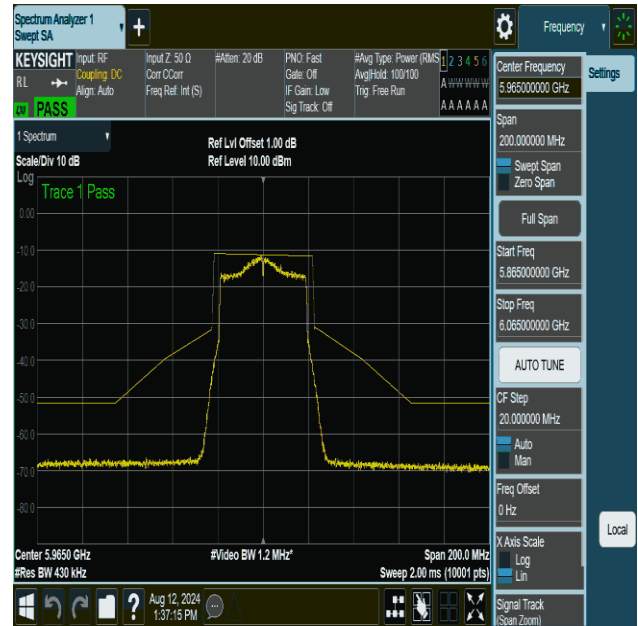 Spectrum Analyzer 1
Swept SA
+
Frequency
KEYSIGHT
RL
LXI
PASS
Input: RF
Coupling: DC
Align: Auto
Input Z: 50 Ω
Corr CCorr
Freq Ref: Int (S)
#Atten: 20 dB
PNO: Fast
Gate: Off
IF Gain: Low
Sig Track: Off
#Avg Type: Power (RMS
Avg|Hold: 100/100
Trig: Free Run
1 2 3 4 5 6
A W W W W W
A A A A A A
1 Spectrum
Scale/Div 10 dB
Ref Lvl Offset 1.00 dB
Ref Level 10.00 dBm
Log
Trace 1 Pass
0.00
-10.0
-20.0
-30.0
-40.0
-50.0
-60.0
-70.0
-80.0
Center 5.9650 GHz
#Res BW 430 kHz
#Video BW 1.2 MHz*
Span 200.0 MHz
Sweep 2.00 ms (10001 pts)
Aug 12, 2024
1:37:15 PM
Center Frequency
5.965000000 GHz
Settings
Span
200.000000 MHz
Swept Span
Zero Span
Full Span
Start Freq
5.865000000 GHz
Stop Freq
6.065000000 GHz
AUTO TUNE
CF Step
20.000000 MHz
Auto
Man
Freq Offset
0 Hz
X Axis Scale
Log
Lin
Local
Signal Track
(Span Zoom)